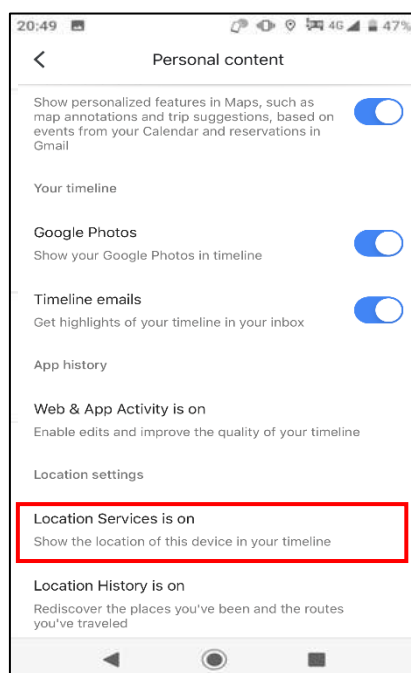 20:49 4G 47%
Personal content
Show personalized features in Maps, such as
map annotations and trip suggestions, based on
events from your Calendar and reservations in
Gmail
Your timeline
Google Photos
Show your Google Photos in timeline
Timeline emails
Get highlights of your timeline in your inbox
App history
Web & App Activity is on
Enable edits and improve the quality of your timeline
Location settings
Location Services is on
Show the location of this device in your timeline
Location History is on
Rediscover the places you've been and the routes
you've traveled